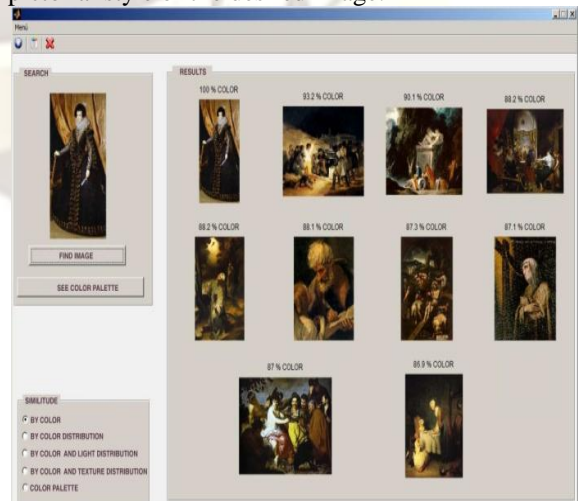 Menú
SEARCH
FIND IMAGE
SEE COLOR PALETTE
SIMILITUDE
BY COLOR
BY COLOR DISTRIBUTION
BY COLOR AND LIGHT DISTRIBUTION
BY COLOR AND TEXTURE DISTRIBUTION
COLOR PALETTE
RESULTS
100 % COLOR
93.2 % COLOR
90.1 % COLOR
88.2 % COLOR
88.2 % COLOR
88.1 % COLOR
87.3 % COLOR
87.1 % COLOR
87 % COLOR
85.9 % COLOR